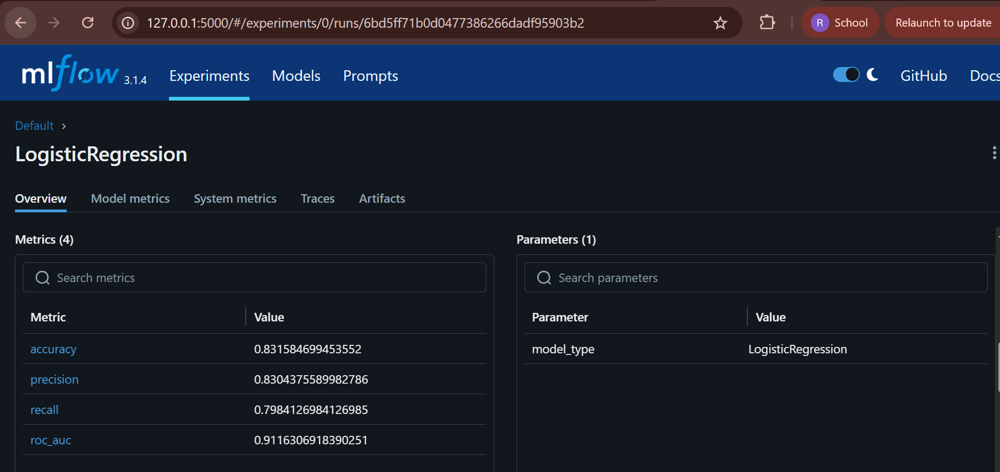 127.0.0.1:5000/#/experiments/0/runs/6bd5ff71b0d0477386266dadf95903b2
R School
Relaunch to update
mlflow 3.1.4
Experiments
Models
Prompts
GitHub
Docs
Default
LogisticRegression
Overview
Model metrics
System metrics
Traces
Artifacts
Metrics (4)
Search metrics
Metric Value
accuracy 0.831584699453552
precision 0.8304375589982786
recall 0.7984126984126985
roc_auc 0.9116306918390251
Parameters (1)
Search parameters
Parameter Value
model_type LogisticRegression